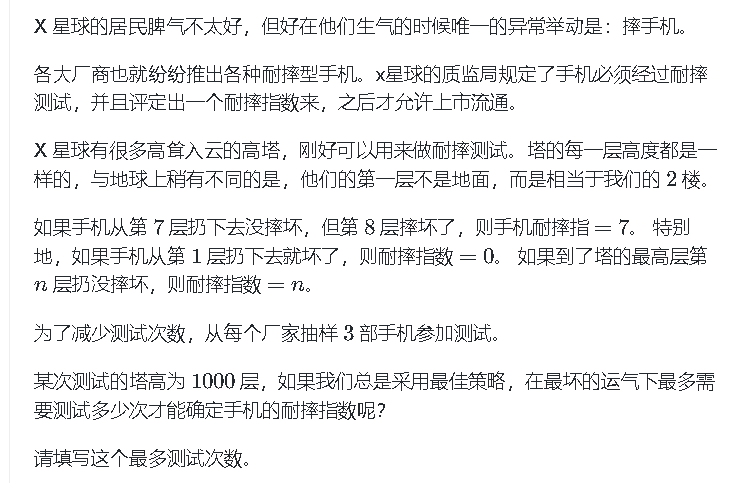 X 星球的居民脾气不太好，但好在他们生气的时候唯一的异常举动是：摔手机。
各大厂商也就纷纷推出各种耐摔型手机。x星球的质监局规定了手机必须经过耐摔
测试，并且评定出一个耐摔指数来，之后才允许上市流通。
X 星球有很多高耸入云的高塔，刚好可以用来做耐摔测试。塔的每一层高度都是一
样的，与地球上稍有不同的是，他们的第一层不是地面，而是相当于我们的 2 楼。
如果手机从第 7 层扔下去没摔坏，但第 8 层摔坏了，则手机耐摔指 = 7。 特别
地，如果手机从第 1 层扔下去就坏了，则耐摔指数 = 0。 如果到了塔的最高层第
n 层扔没摔坏，则耐摔指数 = n。
为了减少测试次数，从每个厂家抽样 3 部手机参加测试。
某次测试的塔高为 1000 层，如果我们总是采用最佳策略，在最坏的运气下最多需
要测试多少次才能确定手机的耐摔指数呢?
请填写这个最多测试次数。